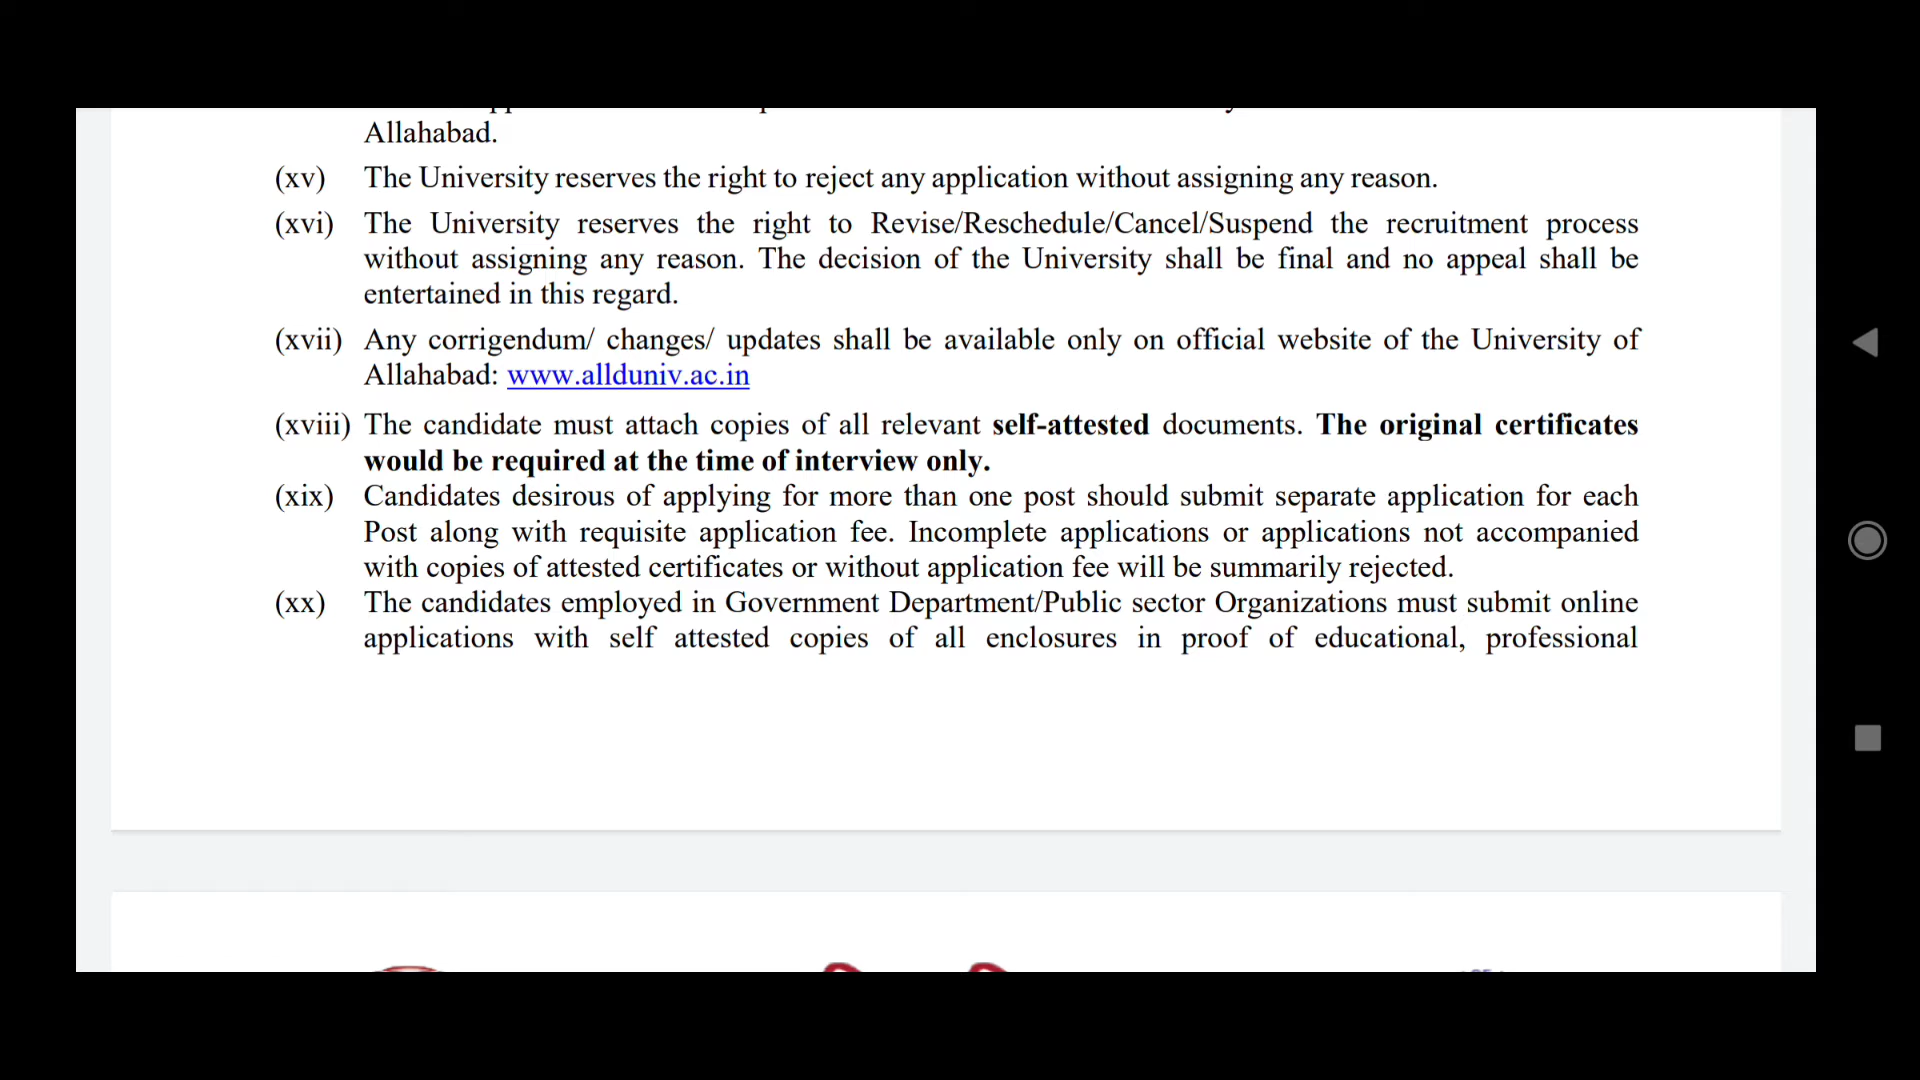 Allahabad.
(xv) The University reserves the right to reject any application without assigning any reason.
(xvi) The University reserves the right to Revise/Reschedule/Cancel/Suspend the recruitment process
without assigning any reason. The decision of the University shall be final and no appeal shall be
entertained in this regard.
(xvii) Any corrigendum/ changes/ updates shall be available only on official website of the University of
Allahabad: www.allduniv.ac.in
(xviii) The candidate must attach copies of all relevant self-attested documents. The original certificates
would be required at the time of interview only.
(xix) Candidates desirous of applying for more than one post should submit separate application for each
Post along with requisite application fee. Incomplete applications or applications not accompanied
with copies of attested certificates or without application fee will be summarily rejected.
(xx) The candidates employed in Government Department/Public sector Organizations must submit online
applications with self attested copies of all enclosures in proof of educational, professional